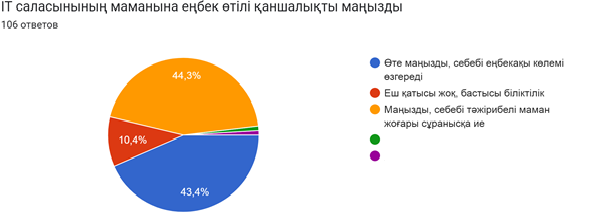 IT саласынының маманына еңбек өтілі қаншалықты маңызды
106 ответов
Өте маңызды, себебі еңбекақы көлемі
өзгереді
Еш қатысы жоқ, бастысы біліктілік
Маңызды, себебі тәжірибелі маман
жоғары сұранысқа ие
44,3%
10,4%
43,4%